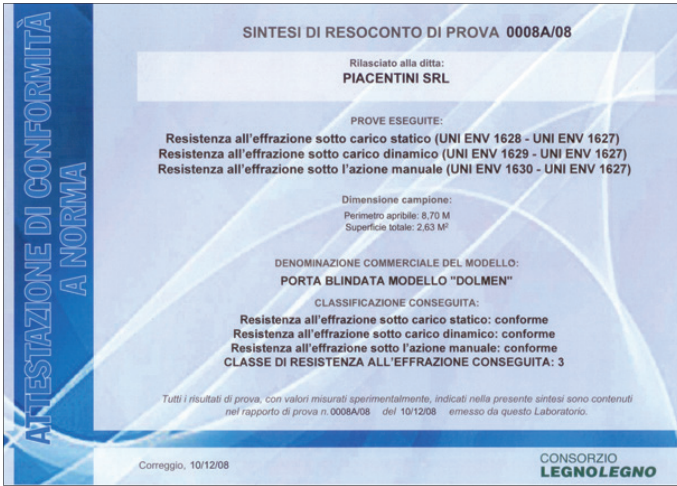 ATTESTAZIONE DI CONFORMITÀ
A NORMA
SINTESI DI RESOCONTO DI PROVA 0008A/08
Rilasciato alla ditta:
PIACENTINI SRL
PROVE ESEGUITE:
Resistenza all'effrazione sotto carico statico (UNI ENV 1628 - UNI ENV 1627)
Resistenza all'effrazione sotto carico dinamico (UNI ENV 1629 - UNI ENV 1627)
Resistenza all'effrazione sotto l'azione manuale (UNI ENV 1630 - UNI ENV 1627)
Dimensione campione:
Perimetro apribile: 8,70 M
Superficie totale: 2,63 M²
DENOMINAZIONE COMMERCIALE DEL MODELLO:
PORTA BLINDATA MODELLO "DOLMEN"
CLASSIFICAZIONE CONSEGUITA:
Resistenza all'effrazione sotto carico statico: conforme
Resistenza all'effrazione sotto carico dinamico: conforme
Resistenza all'effrazione sotto l'azione manuale: conforme
CLASSE DI RESISTENZA ALL'EFFRAZIONE CONSEGUITA: 3
Tutti i risultati di prova, con valori misurati sperimentalmente, indicati nella presente sintesi sono contenuti
nel rapporto di prova n. 0008A/08 del 10/12/08 emesso da questo Laboratorio.
Correggio, 10/12/08
CONSORZIO
LEGNOLEGNO